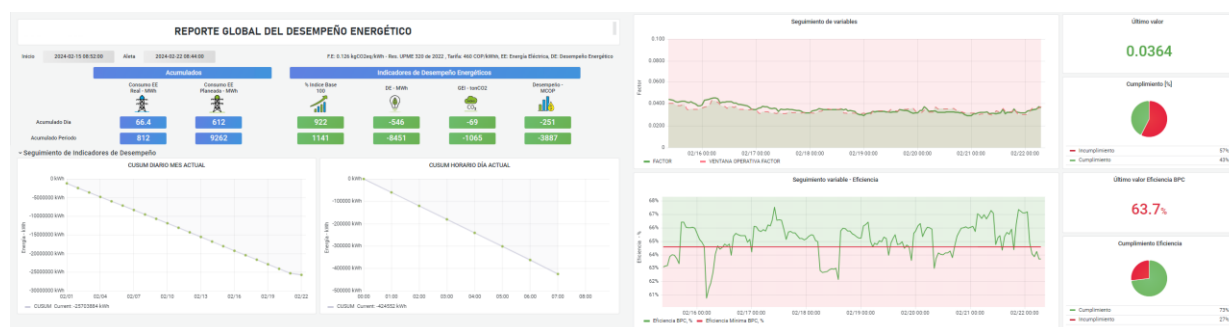 REPORTE GLOBAL DEL DESEMPEÑO ENERGÉTICO
Inicio 2024-02-15 08:52:00 2024-02-22 08:44:00 F.E: 0.126 kgCO2eq/kWh - Res. UPME 320 de 2022 , Tarifa: 460 COP/kWh; EE: Energía Eléctrica, DE: Desempeño Energético
Acumulados Indicadores de Desempeño Energéticos
Consumo EE Real - MWh
Consumo EE Planeado - MWh
% Indice Base 100
DE - MWh
GEI - tonCO2
Desempeño - MCOP
Acumulado Dia 66.4 612 922 -546 -69 -251
Acumulado Periodo 812 9262 1141 -8451 -1065 -3887
Seguimiento de Indicadores de Desempeño
CUSUM DIARIO MES ACTUAL
Energía - kWh
0 kWh
-5000000 kWh
-10000000 kWh
-15000000 kWh
-20000000 kWh
-25000000 kWh
-30000000 kWh
02/01 02/04 02/07 02/10 02/13 02/16 02/19 02/22
CUSUM Current: -25703884 kWh
CUSUM HORARIO DÍA ACTUAL
Energía - kWh
0 kWh
-100000 kWh
-200000 kWh
-300000 kWh
-400000 kWh
-500000 kWh
00:00 01:00 02:00 03:00 04:00 05:00 06:00 07:00 08:00
CUSUM Current: -424552 kWh
Seguimiento de variables
Factor
0.100
0.0800
0.0600
0.0400
0.0200
0
02/16 00:00 02/17 00:00 02/18 00:00 02/19 00:00 02/20 00:00 02/21 00:00 02/22 00:00
FACTOR VENTANA OPERATIVA FACTOR
Último valor
0.0364
Cumplimiento [%]
Incumplimiento 57%
Cumplimiento 43%
Seguimiento variable - Eficiencia
Eficiencia - %
68%
67%
66%
65%
64%
63%
62%
61%
02/16 00:00 02/17 00:00 02/18 00:00 02/19 00:00 02/20 00:00 02/21 00:00 02/22 00:00
Eficiencia BPC, % Eficiencia Mínima BPC, %
Último valor Eficiencia BPC
63.7%
Cumplimiento Eficiencia
Cumplimiento 73%
Incumplimiento 27%